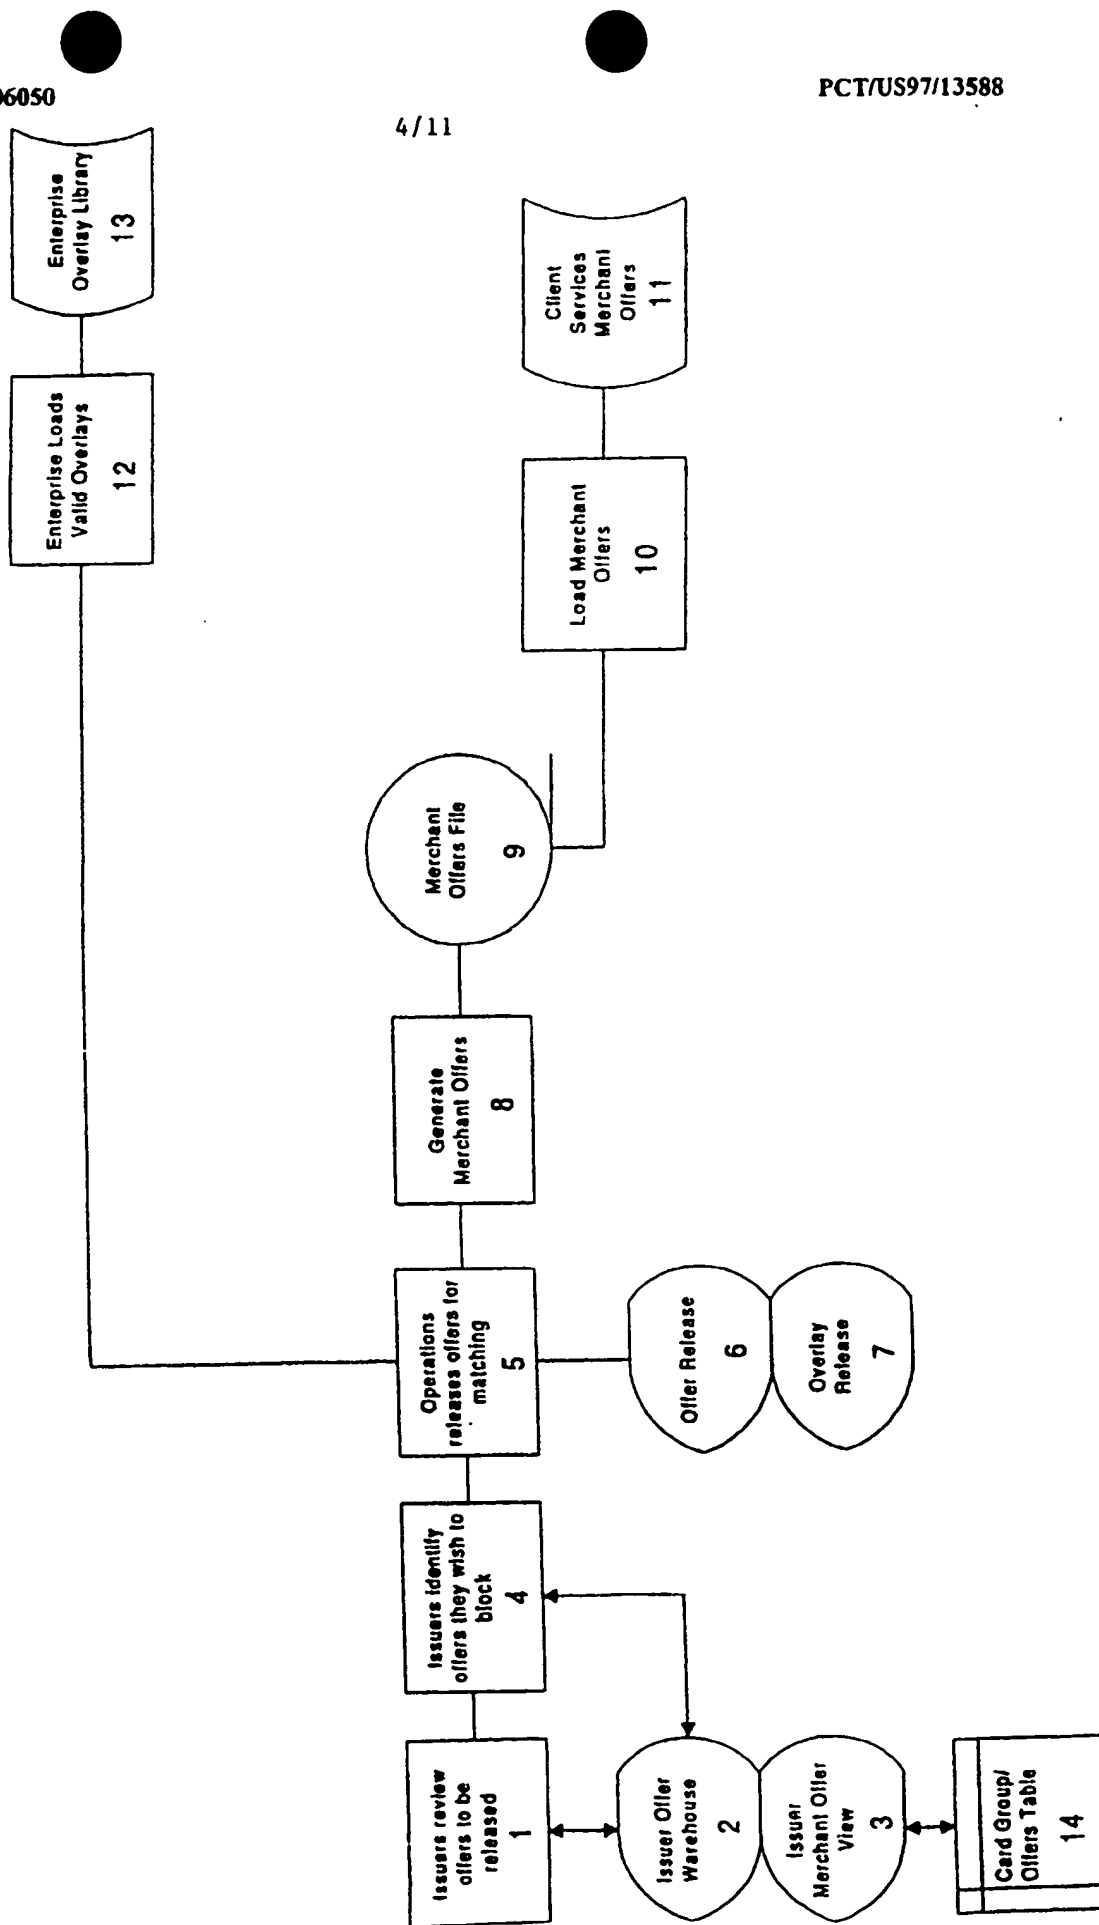 06050
PCT/US97/13588
4/11
Issuers review
offers to be
released
1
Issuers identify
offers they wish to
block
4
Operations
releases offers for
matching
5
Generate
Merchant Offers
8
Merchant
Offers File
9
Enterprise Loads
Valid Overlays
12
Enterprise
Overlay Library
13
Issuer Offer
Warehouse
2
Issuer
Merchant Offer
View
3
Card Group/
Offers Table
14
Offer Release
6
Overlay
Release
7
Load Merchant
Offers
10
Client
Services
Merchant
Offers
11